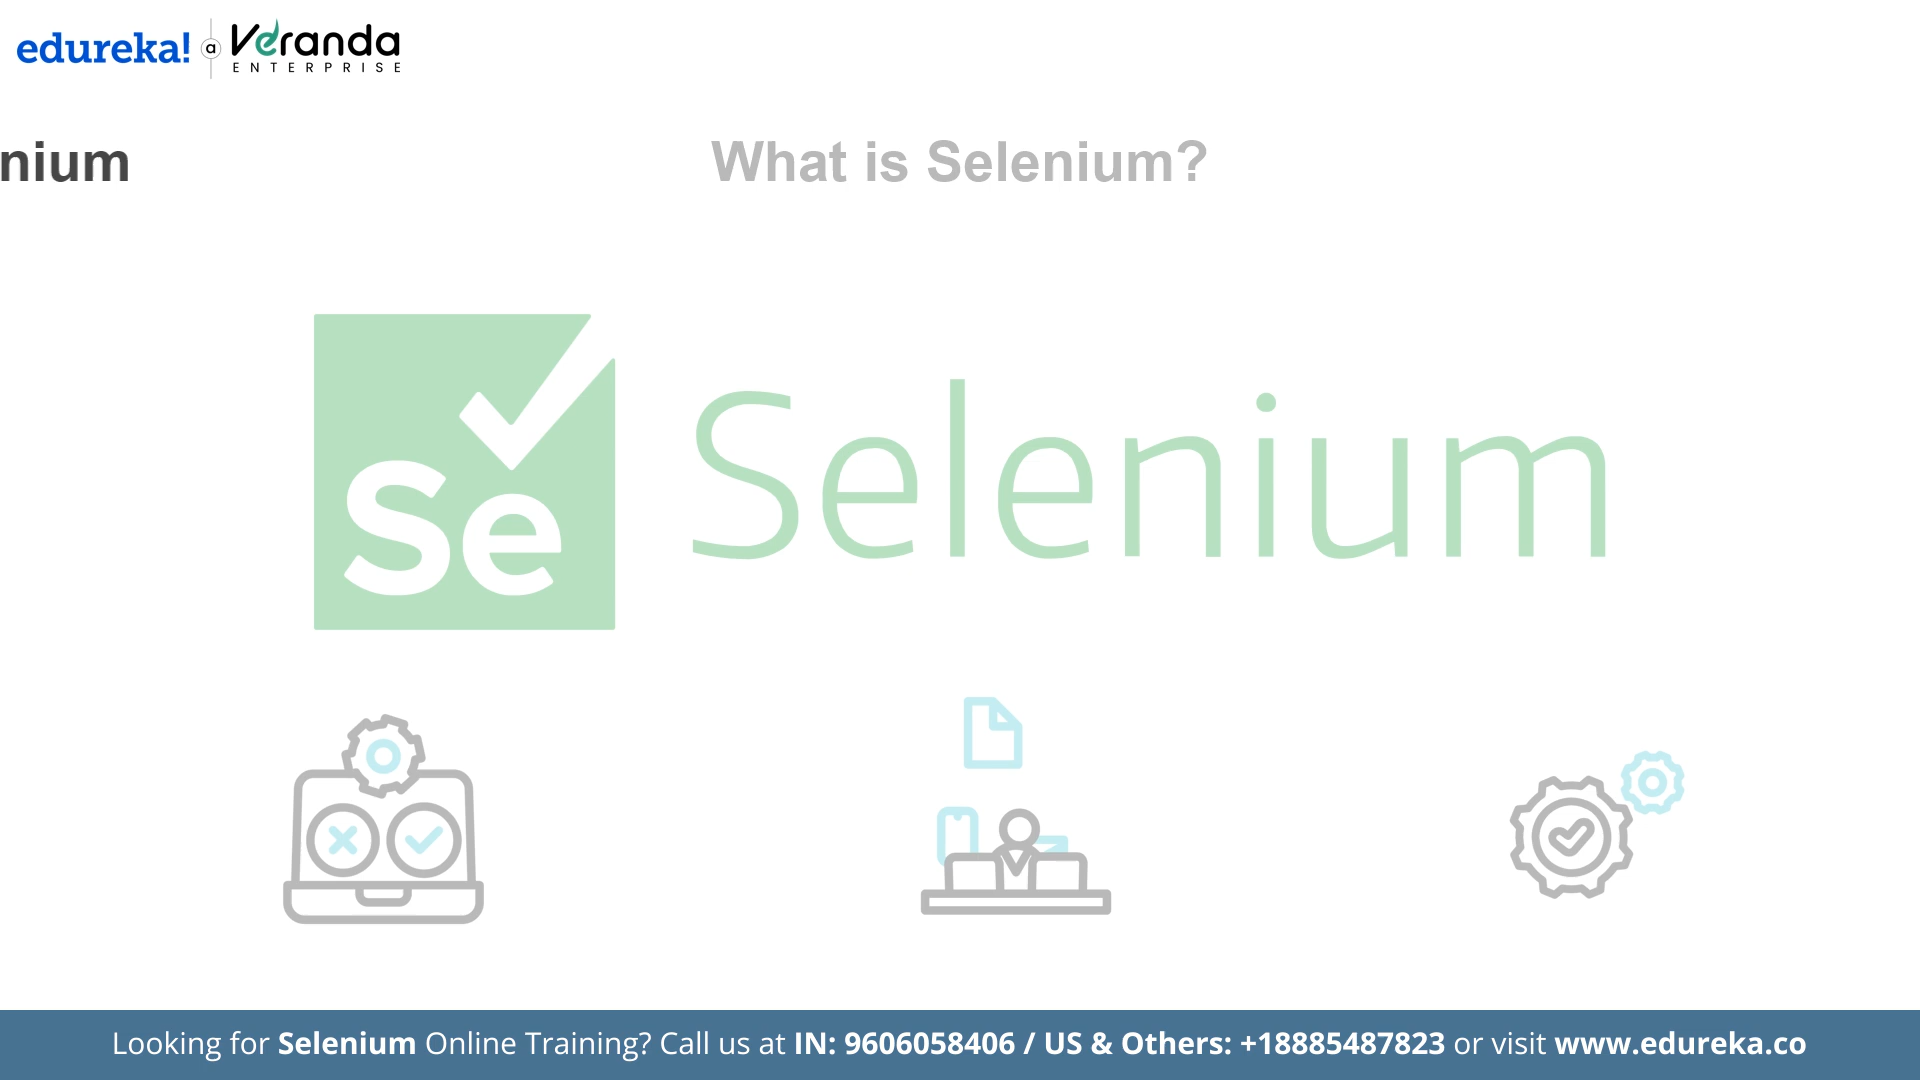 edureka! a Veranda
ENTERPRISE
nium
What is Selenium?
Se Selenium
Looking for Selenium Online Training? Call us at IN: 9606058406 / US & Others: +18885487823 or visit www.edureka.co